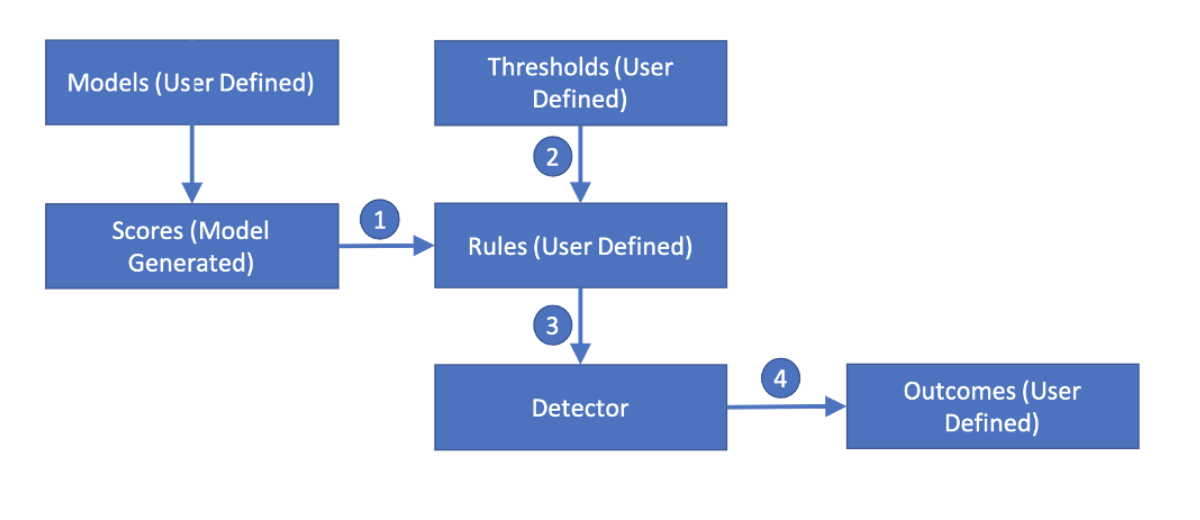 Models (User Defined)
Thresholds (User
Defined)
2
Scores (Model
Generated)
1
Rules (User Defined)
3
Detector
4
Outcomes (User
Defined)